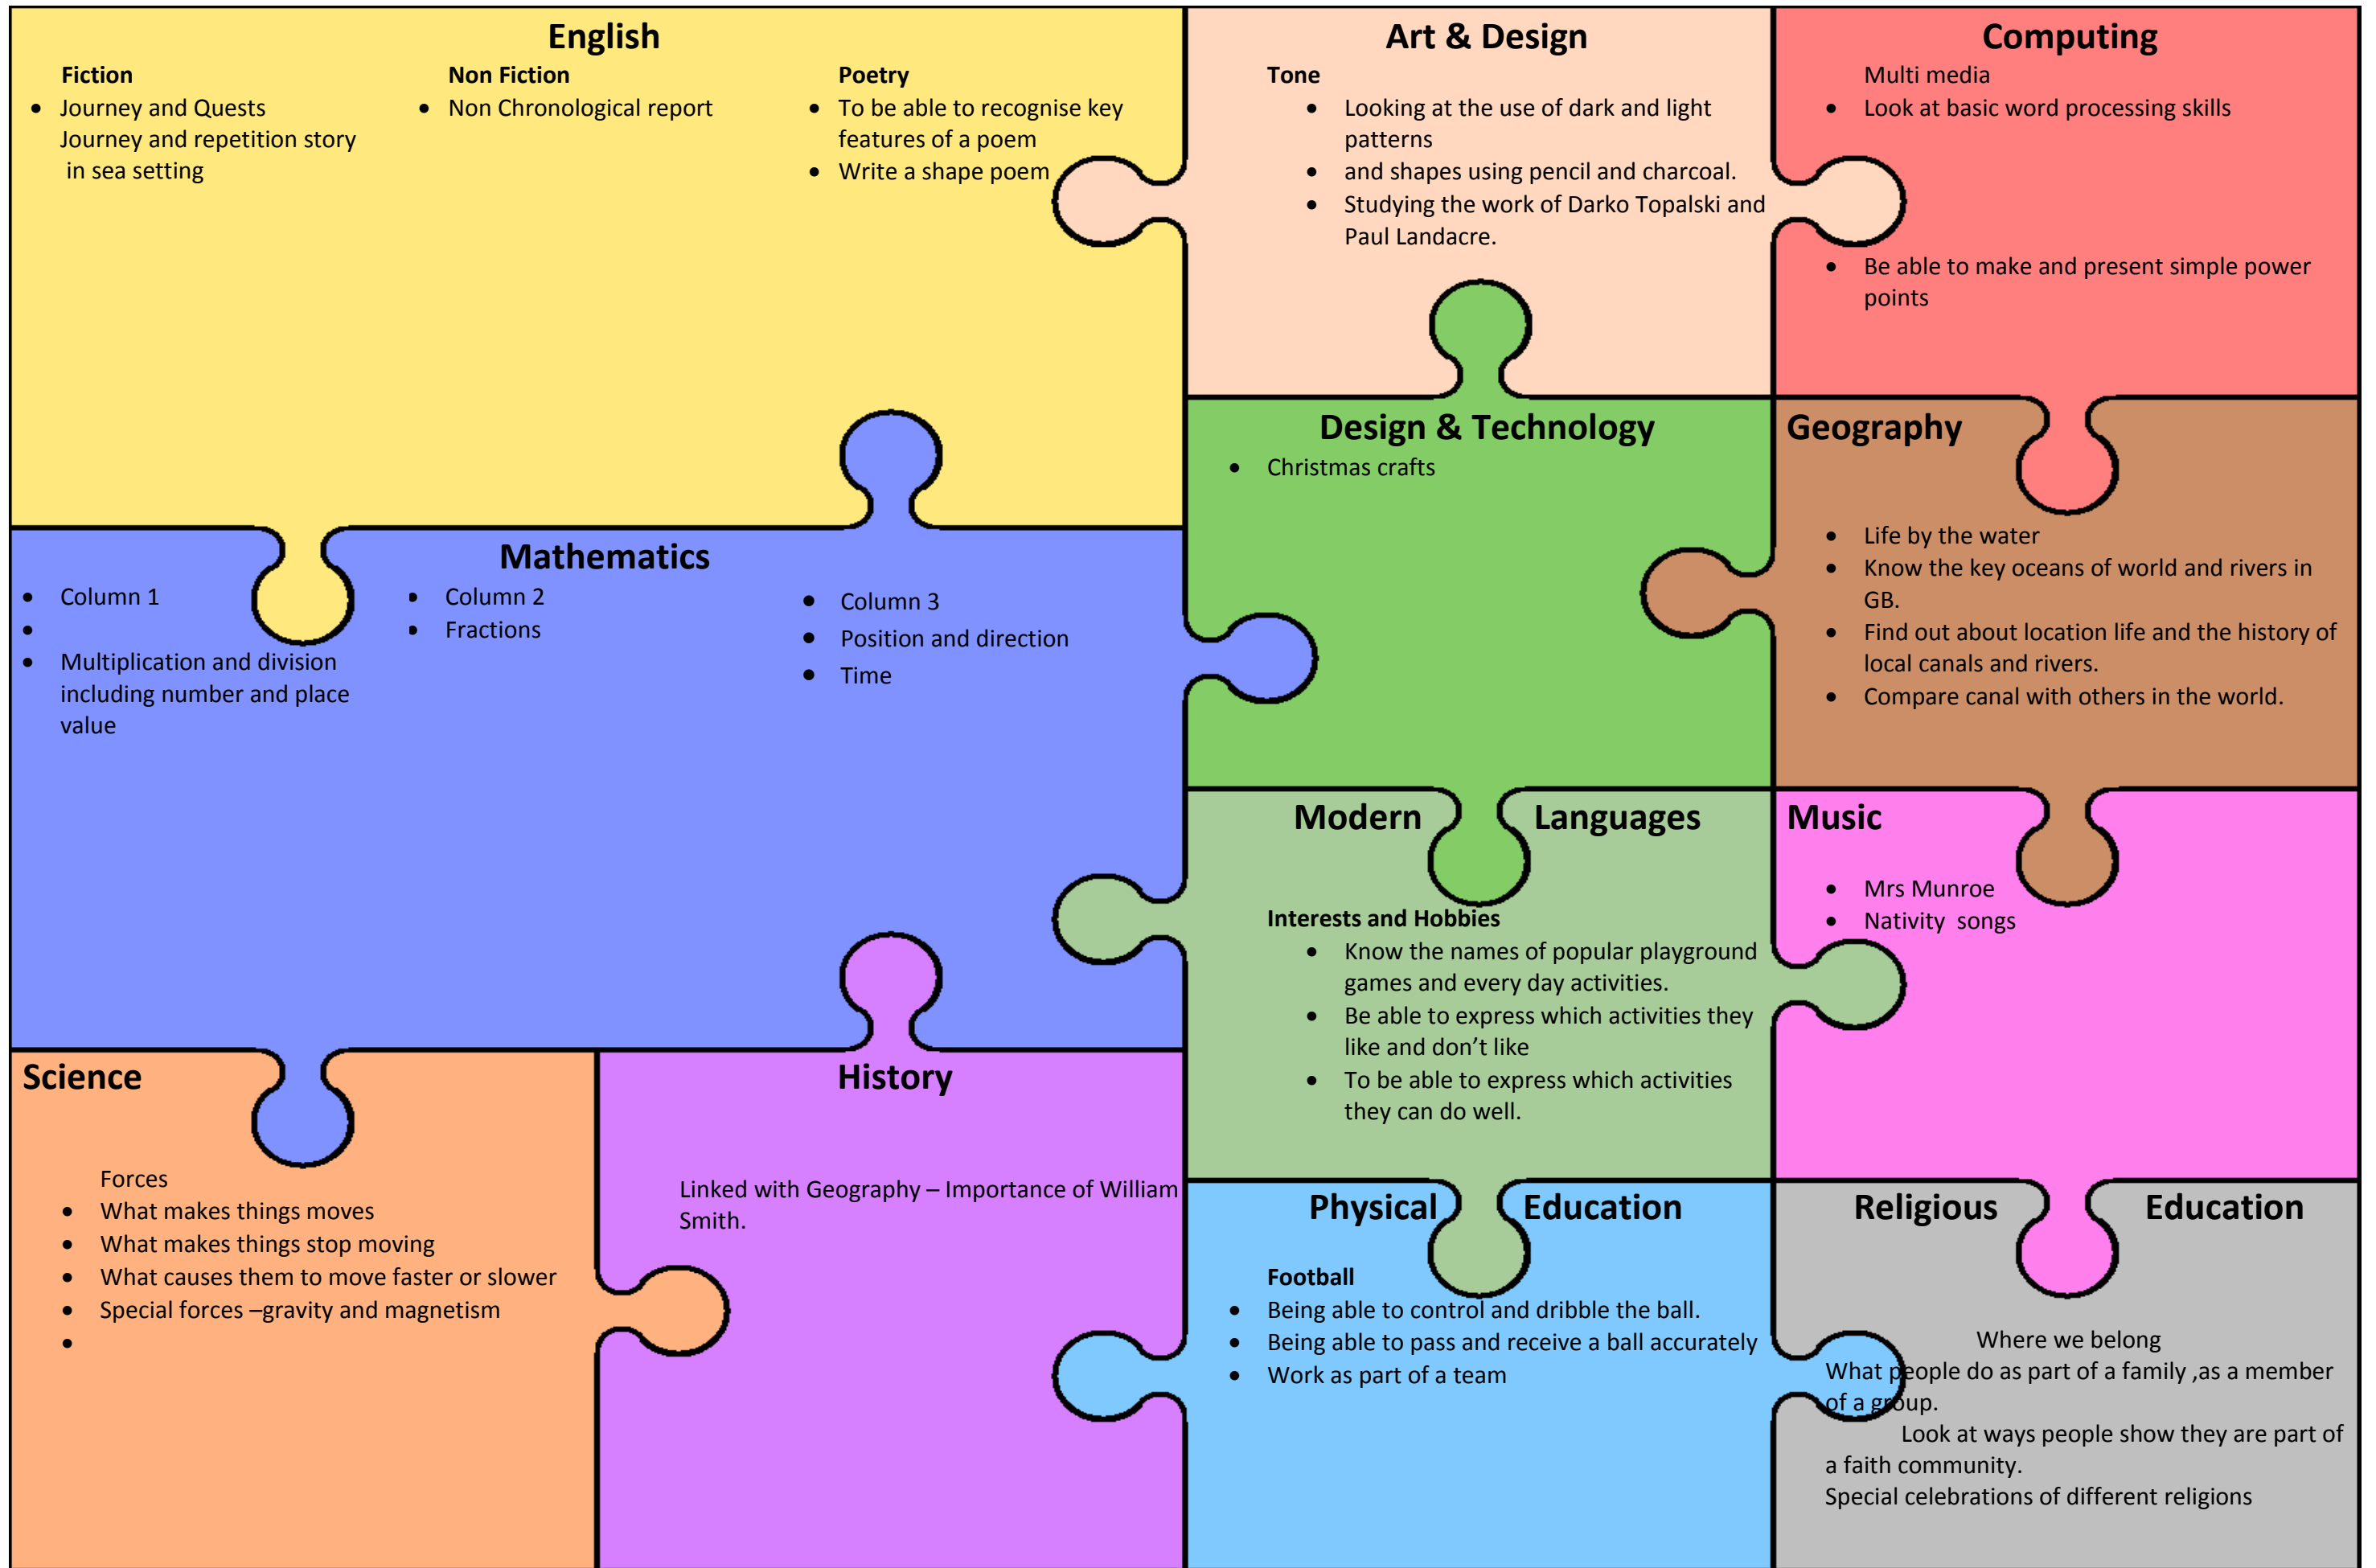 English
Fiction
• Journey and Quests
Journey and repetition story
in sea setting
Non Fiction
• Non Chronological report
Poetry
• To be able to recognise key
features of a poem
• Write a shape poem
Art & Design
Tone
• Looking at the use of dark and light
patterns
• and shapes using pencil and charcoal.
• Studying the work of Darko Topalski and
Paul Landacre.
Computing
Multi media
• Look at basic word processing skills
• Be able to make and present simple power
points
Design & Technology
• Christmas crafts
Geography
• Life by the water
• Know the key oceans of world and rivers in
GB.
• Find out about location life and the history of
local canals and rivers.
• Compare canal with others in the world.
Mathematics
• Column 1
•
• Multiplication and division
including number and place
value
• Column 2
• Fractions
• Column 3
• Position and direction
• Time
Modern Languages
Interests and Hobbies
• Know the names of popular playground
games and every day activities.
• Be able to express which activities they
like and don’t like
• To be able to express which activities
they can do well.
Music
• Mrs Munroe
• Nativity songs
Science
Forces
• What makes things moves
• What makes things stop moving
• What causes them to move faster or slower
• Special forces –gravity and magnetism
•
History
Linked with Geography – Importance of William
Smith.
Physical Education
Football
• Being able to control and dribble the ball.
• Being able to pass and receive a ball accurately
• Work as part of a team
Religious Education
Where we belong
What people do as part of a family ,as a member
of a group.
Look at ways people show they are part of
a faith community.
Special celebrations of different religions